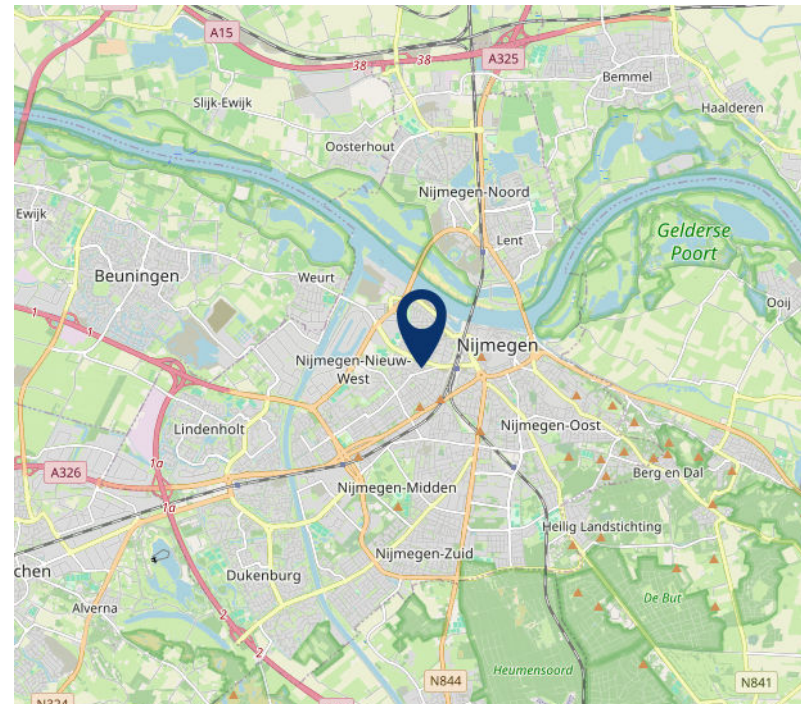 A15
38
38
A325
Bemmel
Slijk-Ewijk
Haalderen
Oosterhout
Nijmegen-Noord
Ewijk
Lent
Gelderse
Poort
Beuningen
Weurt
Ooij
1
1
Nijmegen
Nijmegen-Nieuw-
West
Lindenholt
Nijmegen-Oost
1a
A326
Berg en Dal
Nijmegen-Midden
1a
Heilig Landstichting
Nijmegen-Zuid
chen
Dukenburg
De But
Alverna
2
2
Heumensoord
N844
N841
N324